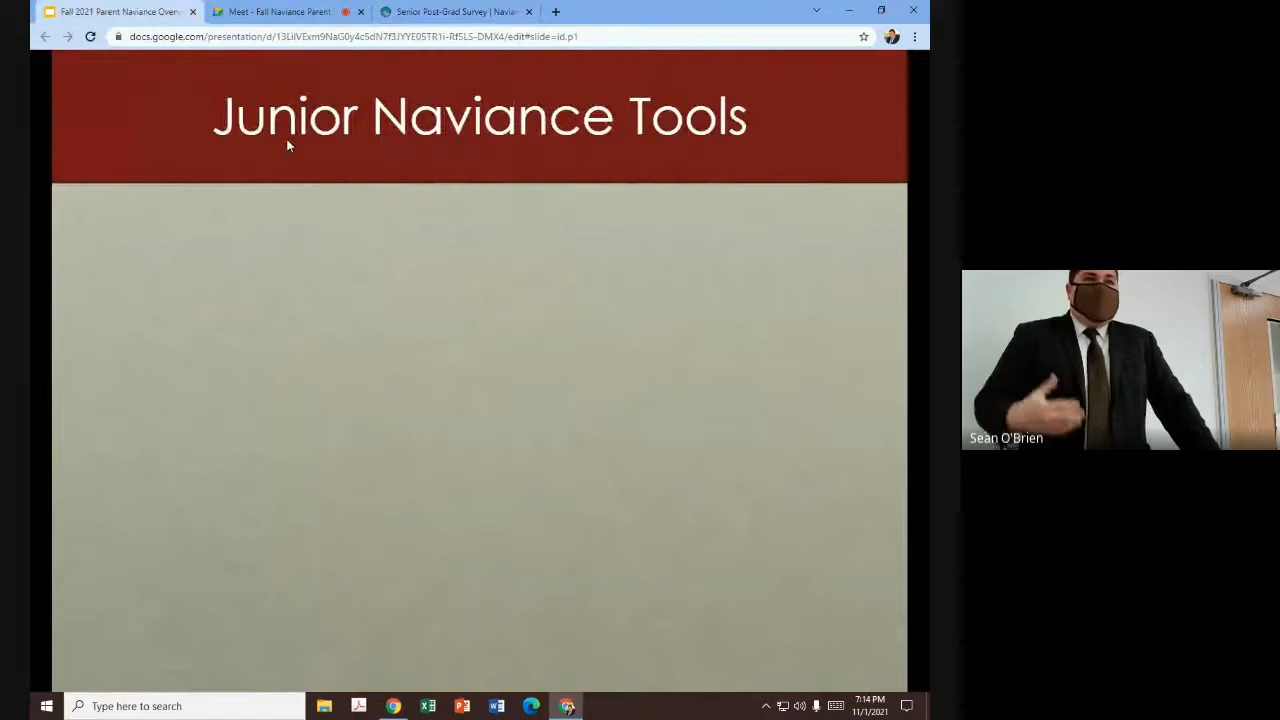 Fall 2021 Parent Naviance Overv
Meet - Fall Naviance Parent
Senior Post-Grad Survey | Navian
docs.google.com/presentation/d/13LilVExm9NaG0y4c5dN7f3JYYE05TR1i-Rf5LS-DMX4/edit#slide=id.p1
Junior Naviance Tools
Sean O'Brien
Type here to search
7:14 PM
11/1/2021